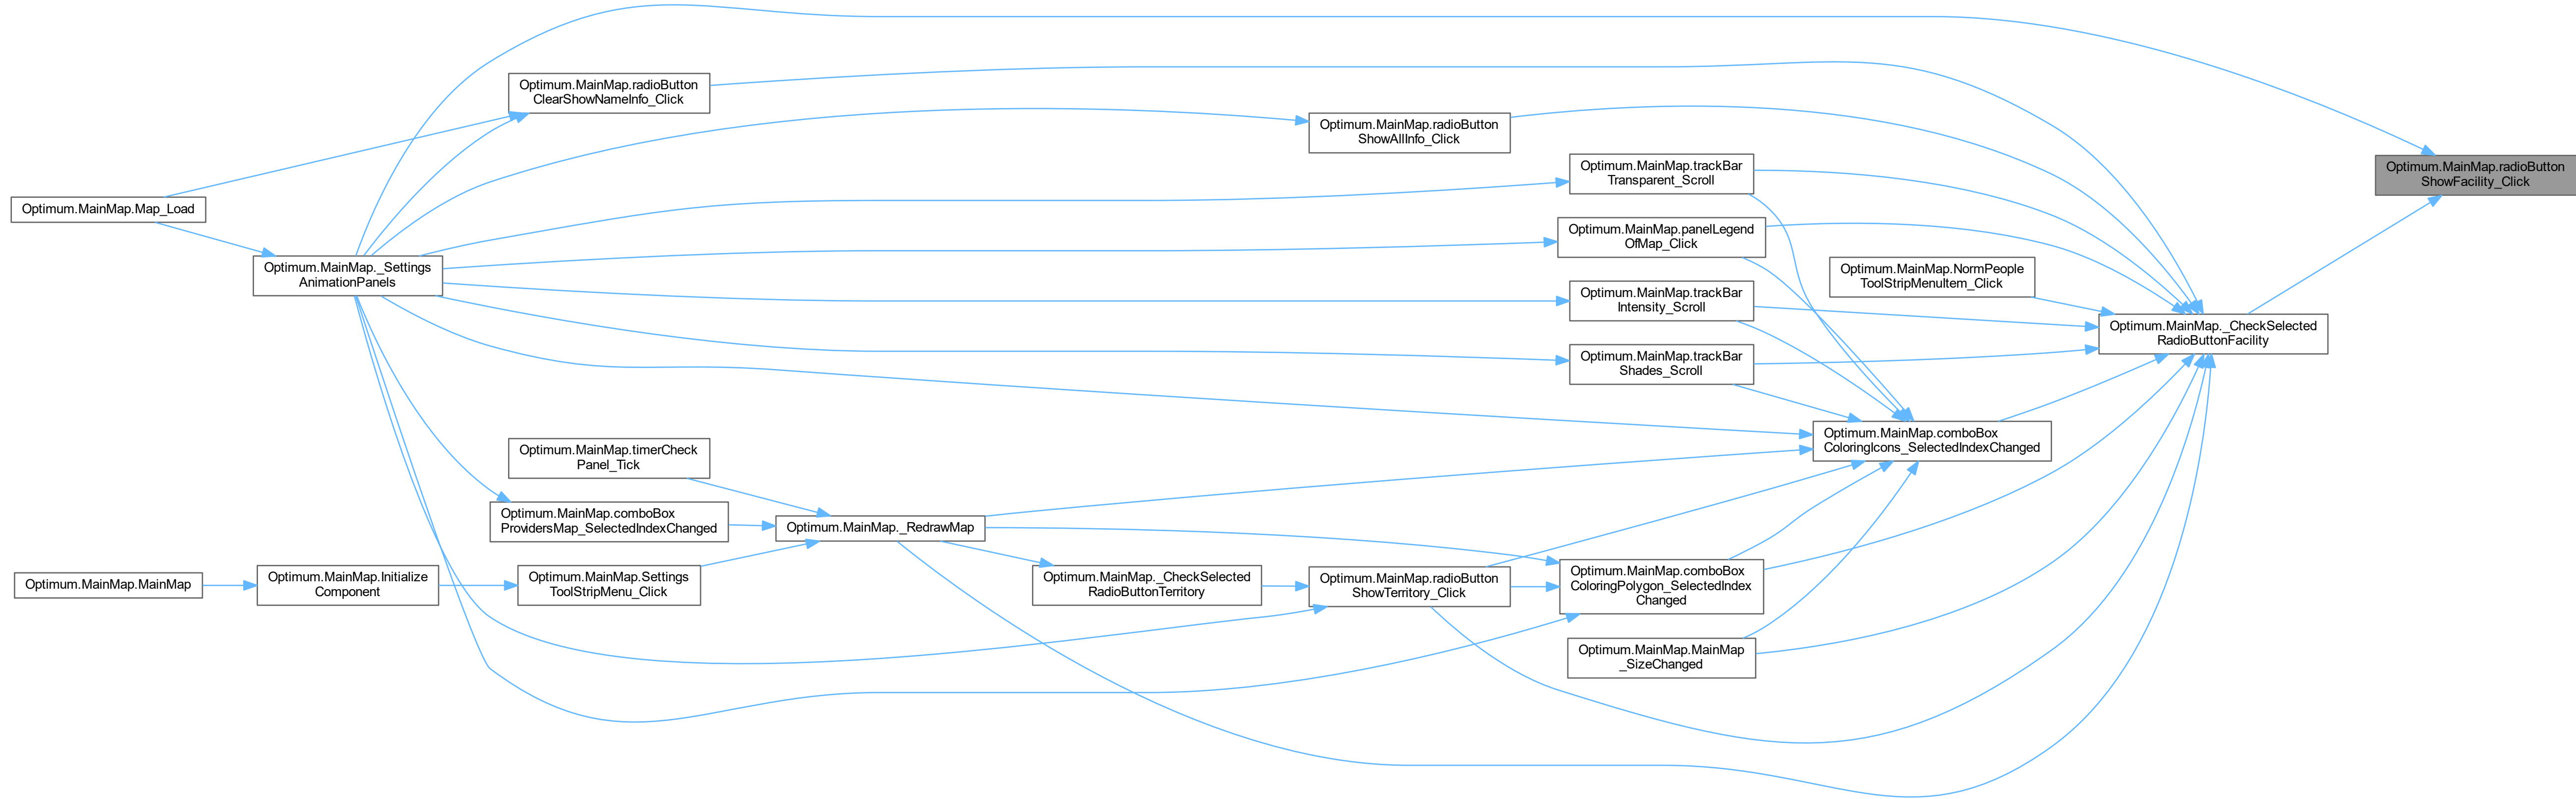 Optimum.MainMap.radioButton
ClearShowNameInfo_Click
Optimum.MainMap.radioButton
ShowAllInfo_Click
Optimum.MainMap.trackBar
Transparent_Scroll
Optimum.MainMap.radioButton
ShowFacility_Click
Optimum.MainMap.Map_Load
Optimum.MainMap.panelLegend
OfMap_Click
Optimum.MainMap._Settings
AnimationPanels
Optimum.MainMap.NormPeople
ToolStripMenuItem_Click
Optimum.MainMap.trackBar
Intensity_Scroll
Optimum.MainMap._CheckSelected
RadioButtonFacility
Optimum.MainMap.trackBar
Shades_Scroll
Optimum.MainMap.comboBox
ColoringIcons_SelectedIndexChanged
Optimum.MainMap.timerCheck
Panel_Tick
Optimum.MainMap.comboBox
ProvidersMap_SelectedIndexChanged
Optimum.MainMap._RedrawMap
Optimum.MainMap.MainMap
Optimum.MainMap.Initialize
Component
Optimum.MainMap.Settings
ToolStripMenu_Click
Optimum.MainMap._CheckSelected
RadioButtonTerritory
Optimum.MainMap.radioButton
ShowTerritory_Click
Optimum.MainMap.comboBox
ColoringPolygon_SelectedIndex
Changed
Optimum.MainMap.MainMap
_SizeChanged